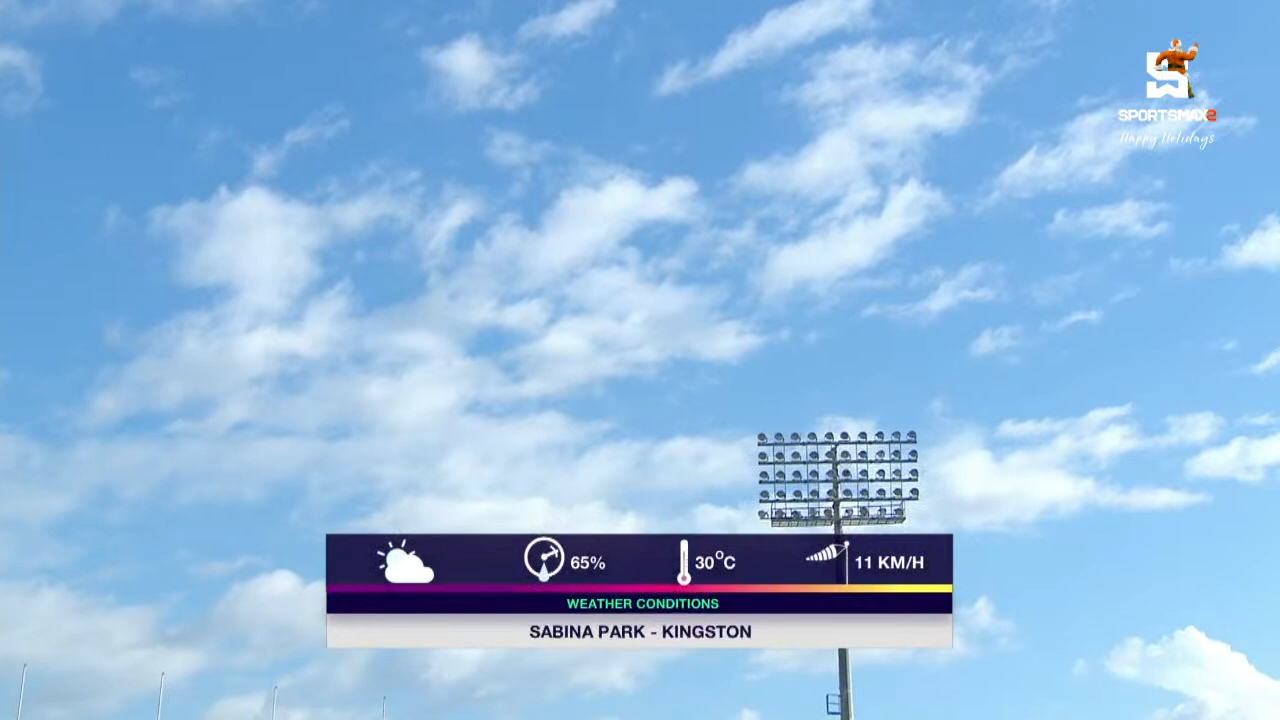 SPORTSMAX2
Happy Holidays
65%
30°C
11 KM/H
WEATHER CONDITIONS
SABINA PARK - KINGSTON